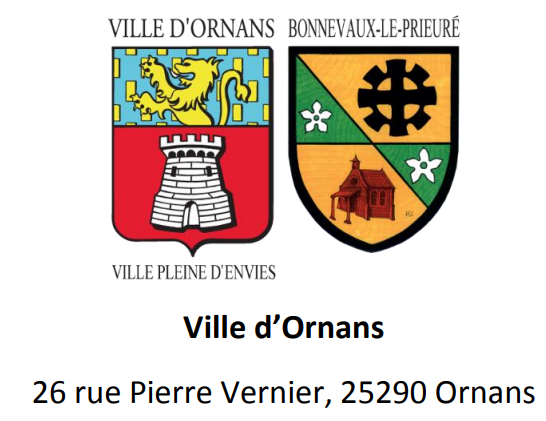 VILLE D'ORNANS BONNEVAUX-LE-PRIEURÉ
VILLE PLEINE D'ENVIES
Ville d’Ornans
26 rue Pierre Vernier, 25290 Ornans